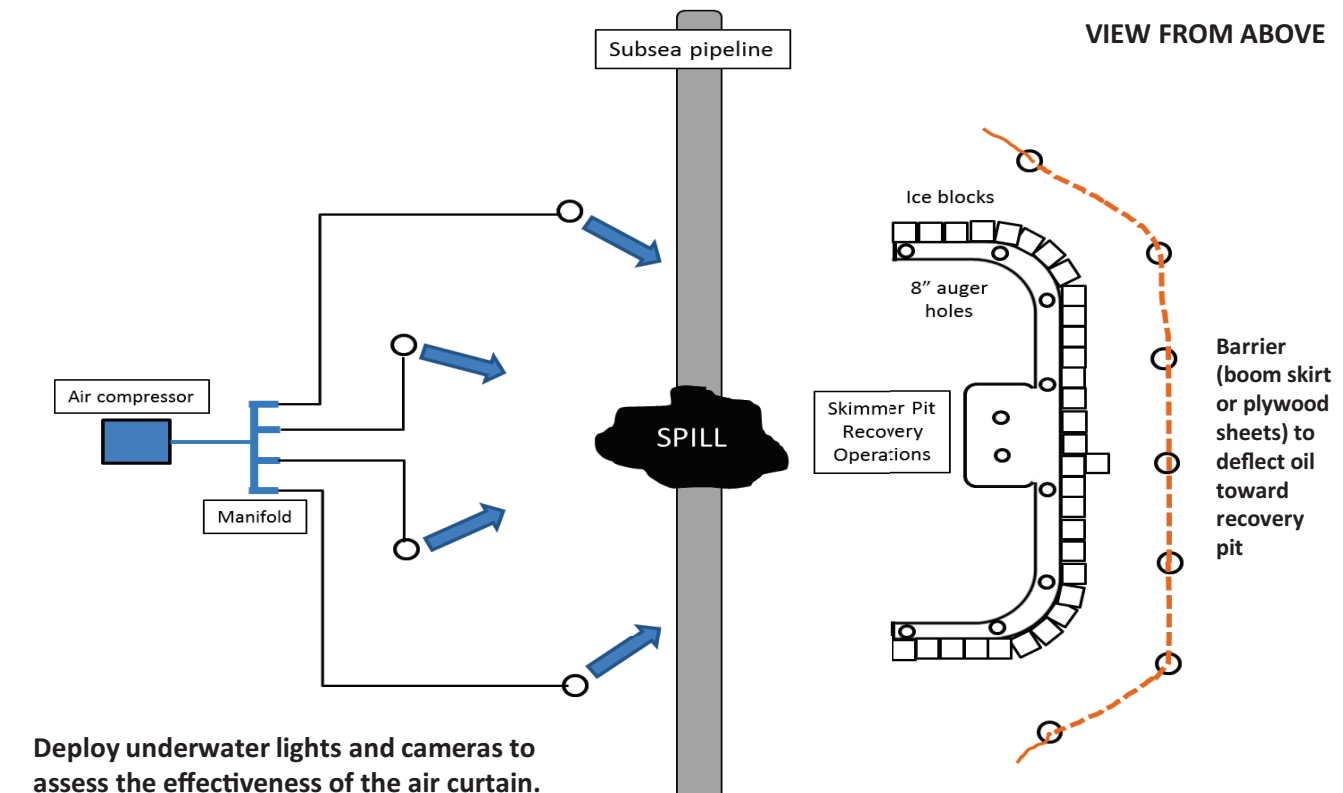 VIEW FROM ABOVE
Subsea pipeline
Ice blocks
8” auger
holes
Air compressor
Manifold
SPILL
Skimmer Pit
Recovery
Operations
Barrier
(boom skirt
or plywood
sheets) to
deflect oil
toward
recovery
pit
Deploy underwater lights and cameras to
assess the effectiveness of the air curtain.